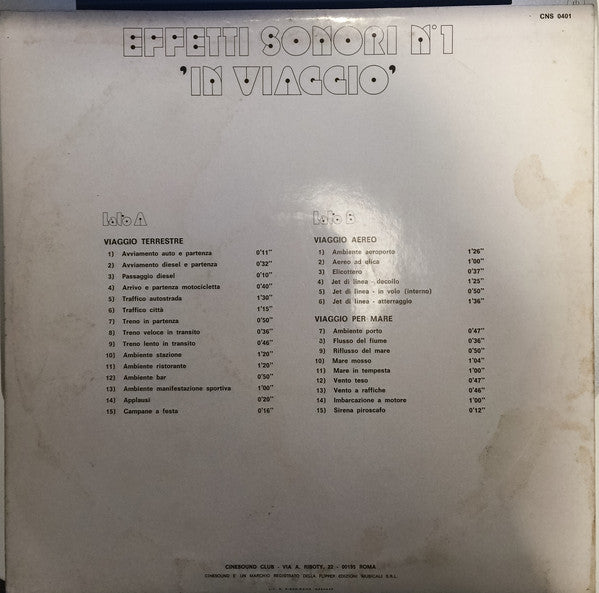 CNS 0401
EFFETTI SONORI N°1
'IN VIAGGIO'
Lato A
VIAGGIO TERRESTRE
1) Avviamento auto e partenza 0'11"
2) Avviamento diesel e partenza 0'32"
3) Passaggio diesel 0'10"
4) Arrivo e partenza motocicletta 0'40"
5) Traffico autostrada 1'30"
6) Traffico città 1'15"
7) Treno in partenza 0'50"
8) Treno veloce in transito 0'36"
9) Treno lento in transito 0'46"
10) Ambiente stazione 1'20"
11) Ambiente ristorante 1'20"
12) Ambiente bar 0'50"
13) Ambiente manifestazione sportiva 1'00"
14) Applausi 0'20"
15) Campane a festa 0'16"
Lato B
VIAGGIO AEREO
1) Ambiente aeroporto 1'26"
2) Aereo ad elica 1'00"
3) Elicottero 0'37"
4) Jet di linea - decollo 1'25"
5) Jet di linea - in volo (interno) 0'50"
6) Jet di linea - atterraggio 1'36"
VIAGGIO PER MARE
7) Ambiente porto 0'47"
8) Flusso del fiume 0'36"
9) Riflusso del mare 0'50"
10) Mare mosso 1'04"
11) Mare in tempesta 1'00"
12) Vento teso 0'47"
13) Vento a raffiche 0'46"
14) Imbarcazione a motore 1'00"
15) Sirena piroscafo 0'12"
CINESOUND CLUB - VIA A. RIBOTY, 22 - 00195 ROMA
CINESOUND E' UN MARCHIO REGISTRATO DELLA FLIPPER EDIZIONI MUSICALI S.R.L.